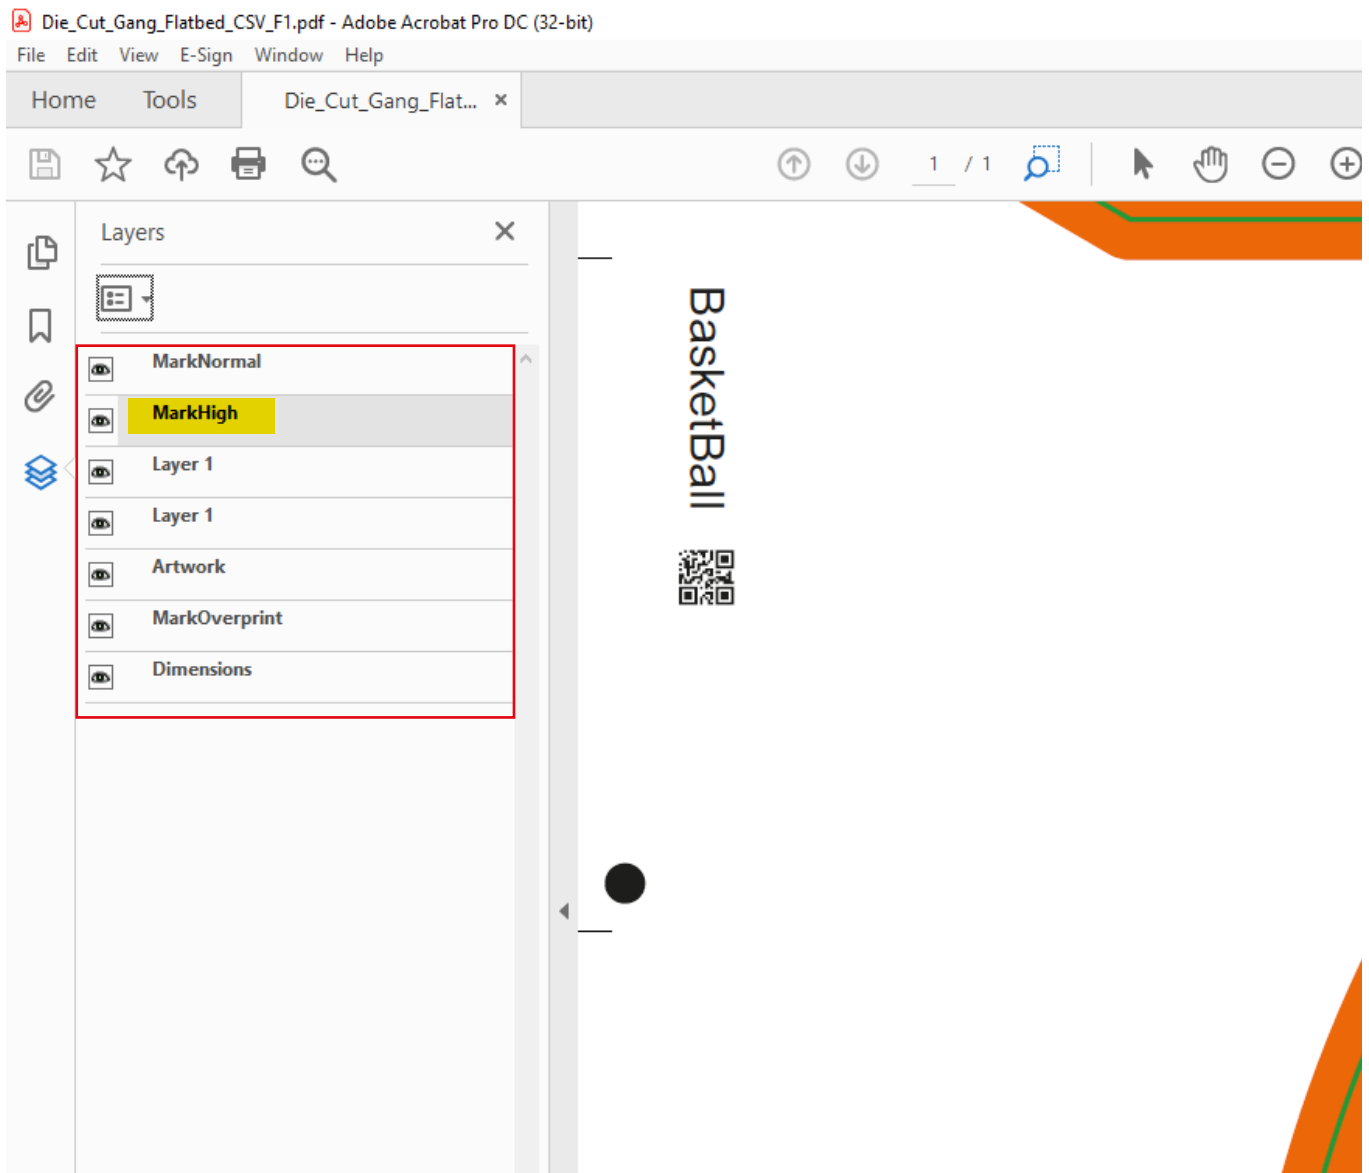 Die_Cut_Gang_Flatbed_CSV_F1.pdf - Adobe Acrobat Pro DC (32-bit)
File Edit View E-Sign Window Help
Home Tools Die_Cut_Gang_Flat... ×
1 / 1
Layers
MarkNormal
MarkHigh
Layer 1
Layer 1
Artwork
MarkOverprint
Dimensions
BasketBall